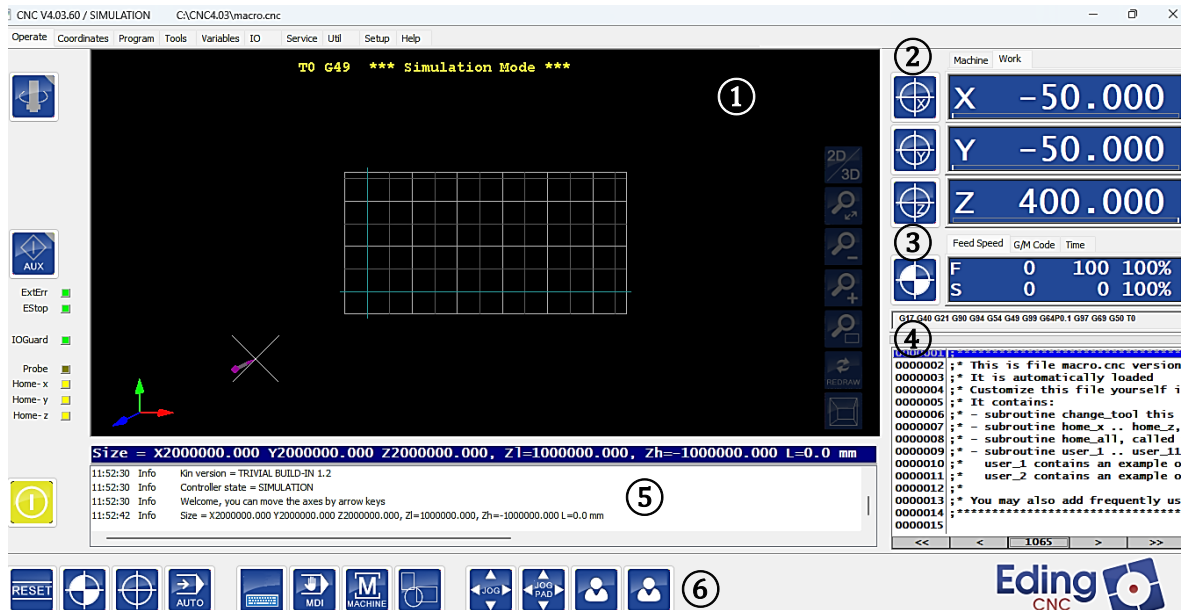 CNC V4.03.60 / SIMULATION C:\CNC4.03\macro.cnc
Operate Coordinates Program Tools Variables IO Service Util Setup Help
T0 G49 *** Simulation Mode ***
①
②
Machine Work
X -50.000
Y -50.000
Z 400.000
2D/3D
REDRAW
AUX
ExtErr
EStop
IOGuard
Probe
Home-x
Home-y
Home-z
③
Feed Speed G/M Code Time
F 0 100 100%
S 0 0 100%
G17 G40 G21 G90 G94 G54 G49 G99 G64P0.1 G97 G69 G50 T0
④
0000001 ;*************************************
0000002 ;* This is file macro.cnc version
0000003 ;* It is automatically loaded
0000004 ;* Customize this file yourself i
0000005 ;* It contains:
0000006 ;* - subroutine change_tool this
0000007 ;* - subroutine home_x .. home_z,
0000008 ;* - subroutine home_all, called
0000009 ;* - subroutine user_1 .. user_11
0000010 ;* user_1 contains an example o
0000011 ;* user_2 contains an example o
0000012 ;*
0000013 ;* You may also add frequently us
0000014 ;*************************************
0000015
<< < 1065 > >>
Size = X2000000.000 Y2000000.000 Z2000000.000, Zl=1000000.000, Zh=-1000000.000 L=0.0 mm
11:52:30 Info Kin version = TRIVIAL BUILD-IN 1.2
11:52:30 Info Controller state = SIMULATION
11:52:30 Info Welcome, you can move the axes by arrow keys
11:52:42 Info Size = X2000000.000 Y2000000.000 Z2000000.000, Zl=1000000.000, Zh=-1000000.000 L=0.0 mm
⑤
RESET
AUTO
MDI
M MACHINE
JOG
JOG PAD
⑥
Eding
CNC